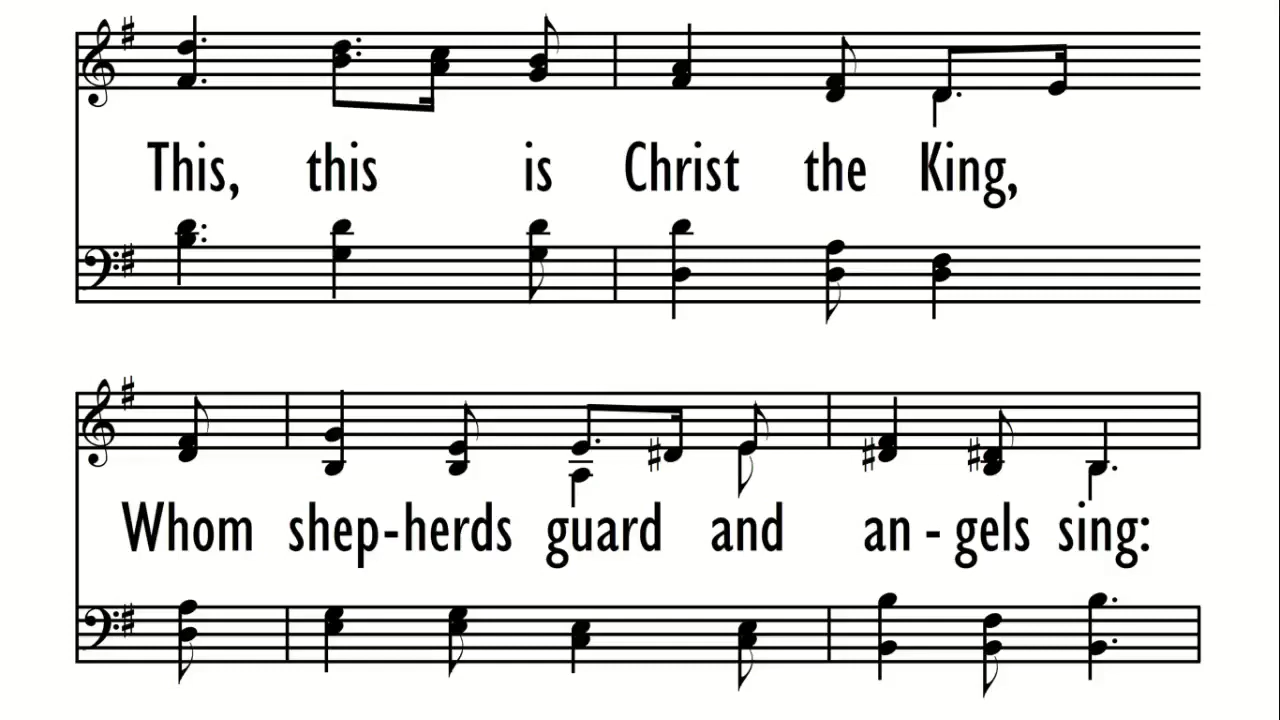 This, this is Christ the King,
Whom shep-herds guard and an - gels sing: